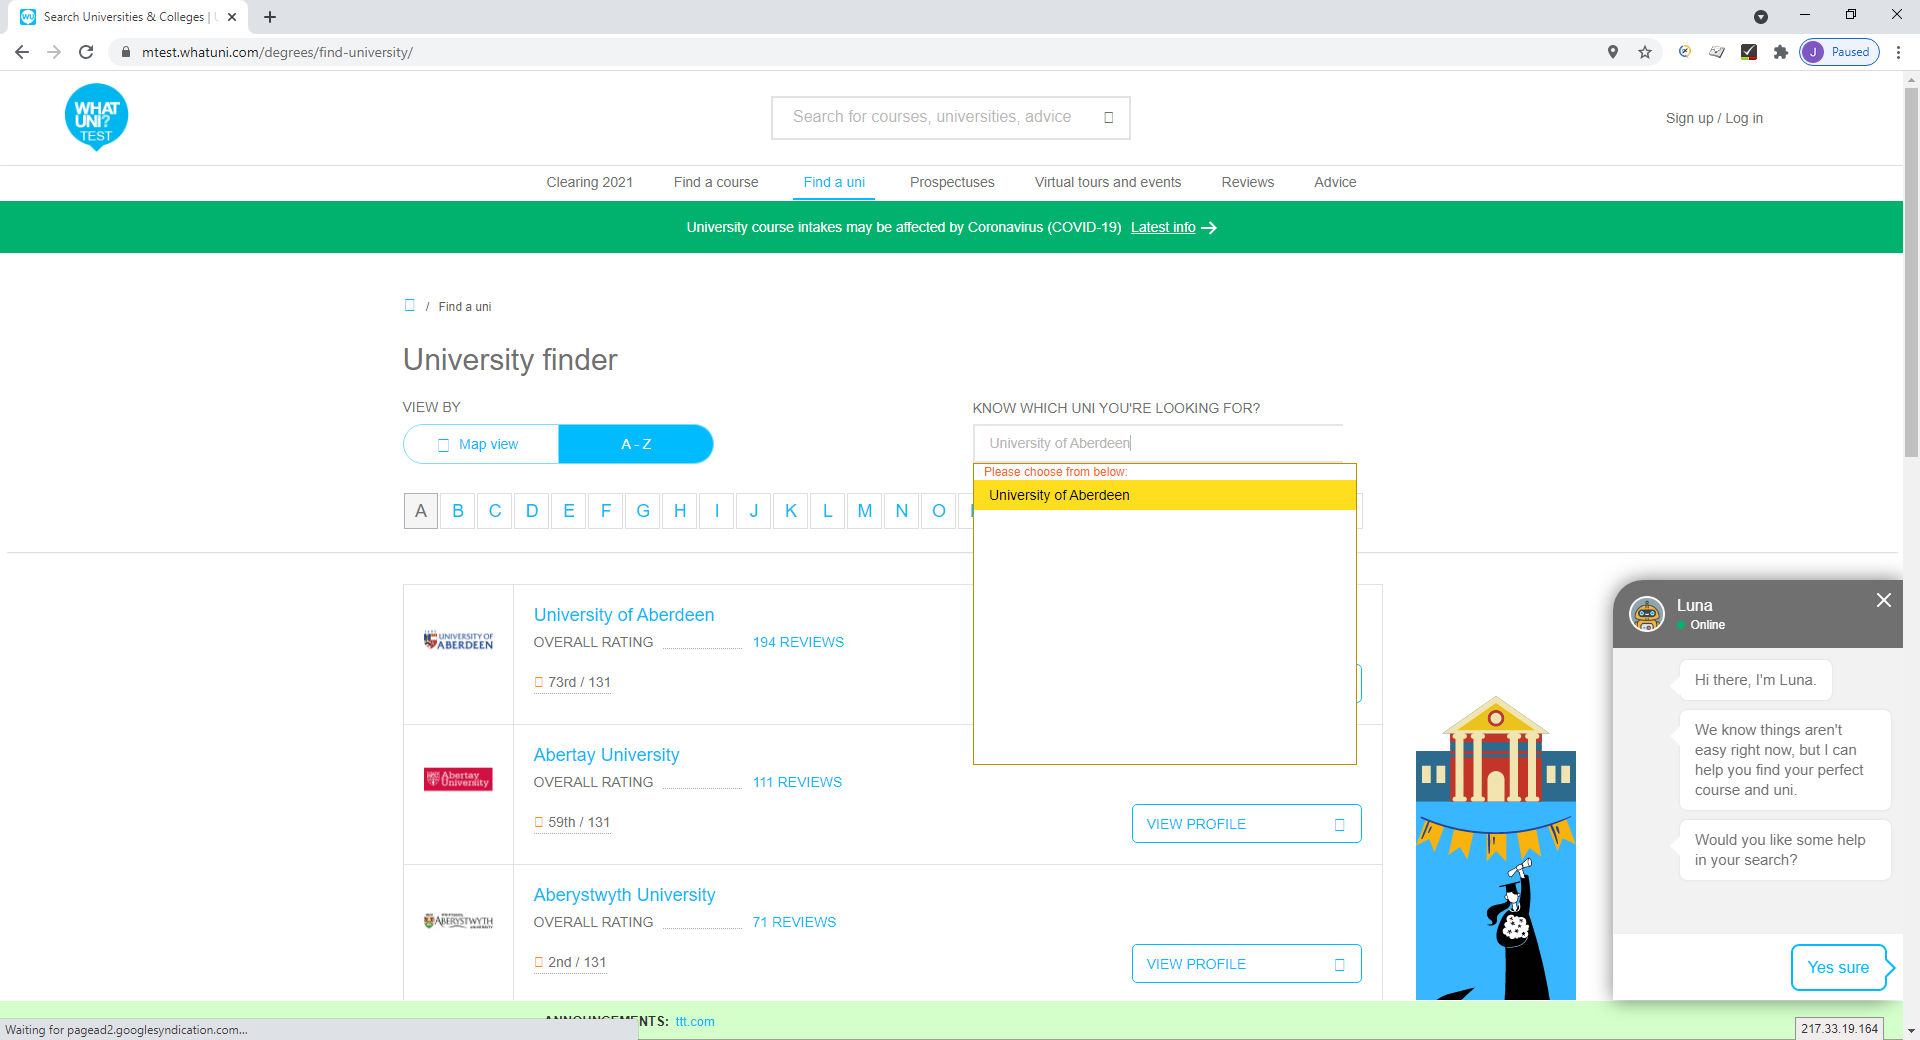 Search Universities & Colleges | U
mtest.whatuni.com/degrees/find-university/
J Paused
WHAT
UNI?
TEST
Search for courses, universities, advice
Sign up / Log in
Clearing 2021 Find a course Find a uni Prospectuses Virtual tours and events Reviews Advice
University course intakes may be affected by Coronavirus (COVID-19) Latest info
/ Find a uni
University finder
VIEW BY
Map view A - Z
KNOW WHICH UNI YOU'RE LOOKING FOR?
University of Aberdeen
Please choose from below:
University of Aberdeen
A B C D E F G H I J K L M N O
UNIVERSITY OF
ABERDEEN
University of Aberdeen
OVERALL RATING 194 REVIEWS
73rd / 131
Abertay
University
Abertay University
OVERALL RATING 111 REVIEWS
59th / 131
VIEW PROFILE
ABERYSTWYTH
Aberystwyth University
OVERALL RATING 71 REVIEWS
2nd / 131
VIEW PROFILE
Luna
Online
Hi there, I'm Luna.
We know things aren't
easy right now, but I can
help you find your perfect
course and uni.
Would you like some help
in your search?
Yes sure
ANNOUNCEMENTS: ttt.com
Waiting for pagead2.googlesyndication.com...
217.33.19.164